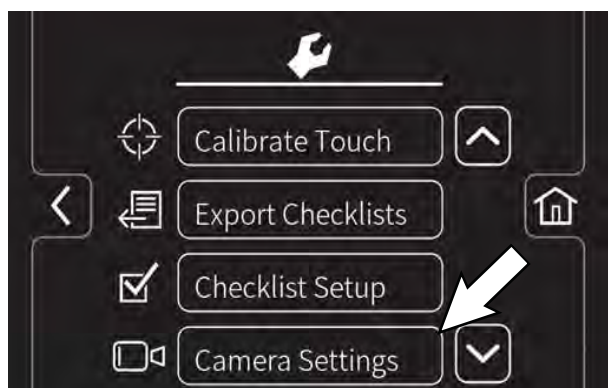 Calibrate Touch
Export Checklists
Checklist Setup
Camera Settings